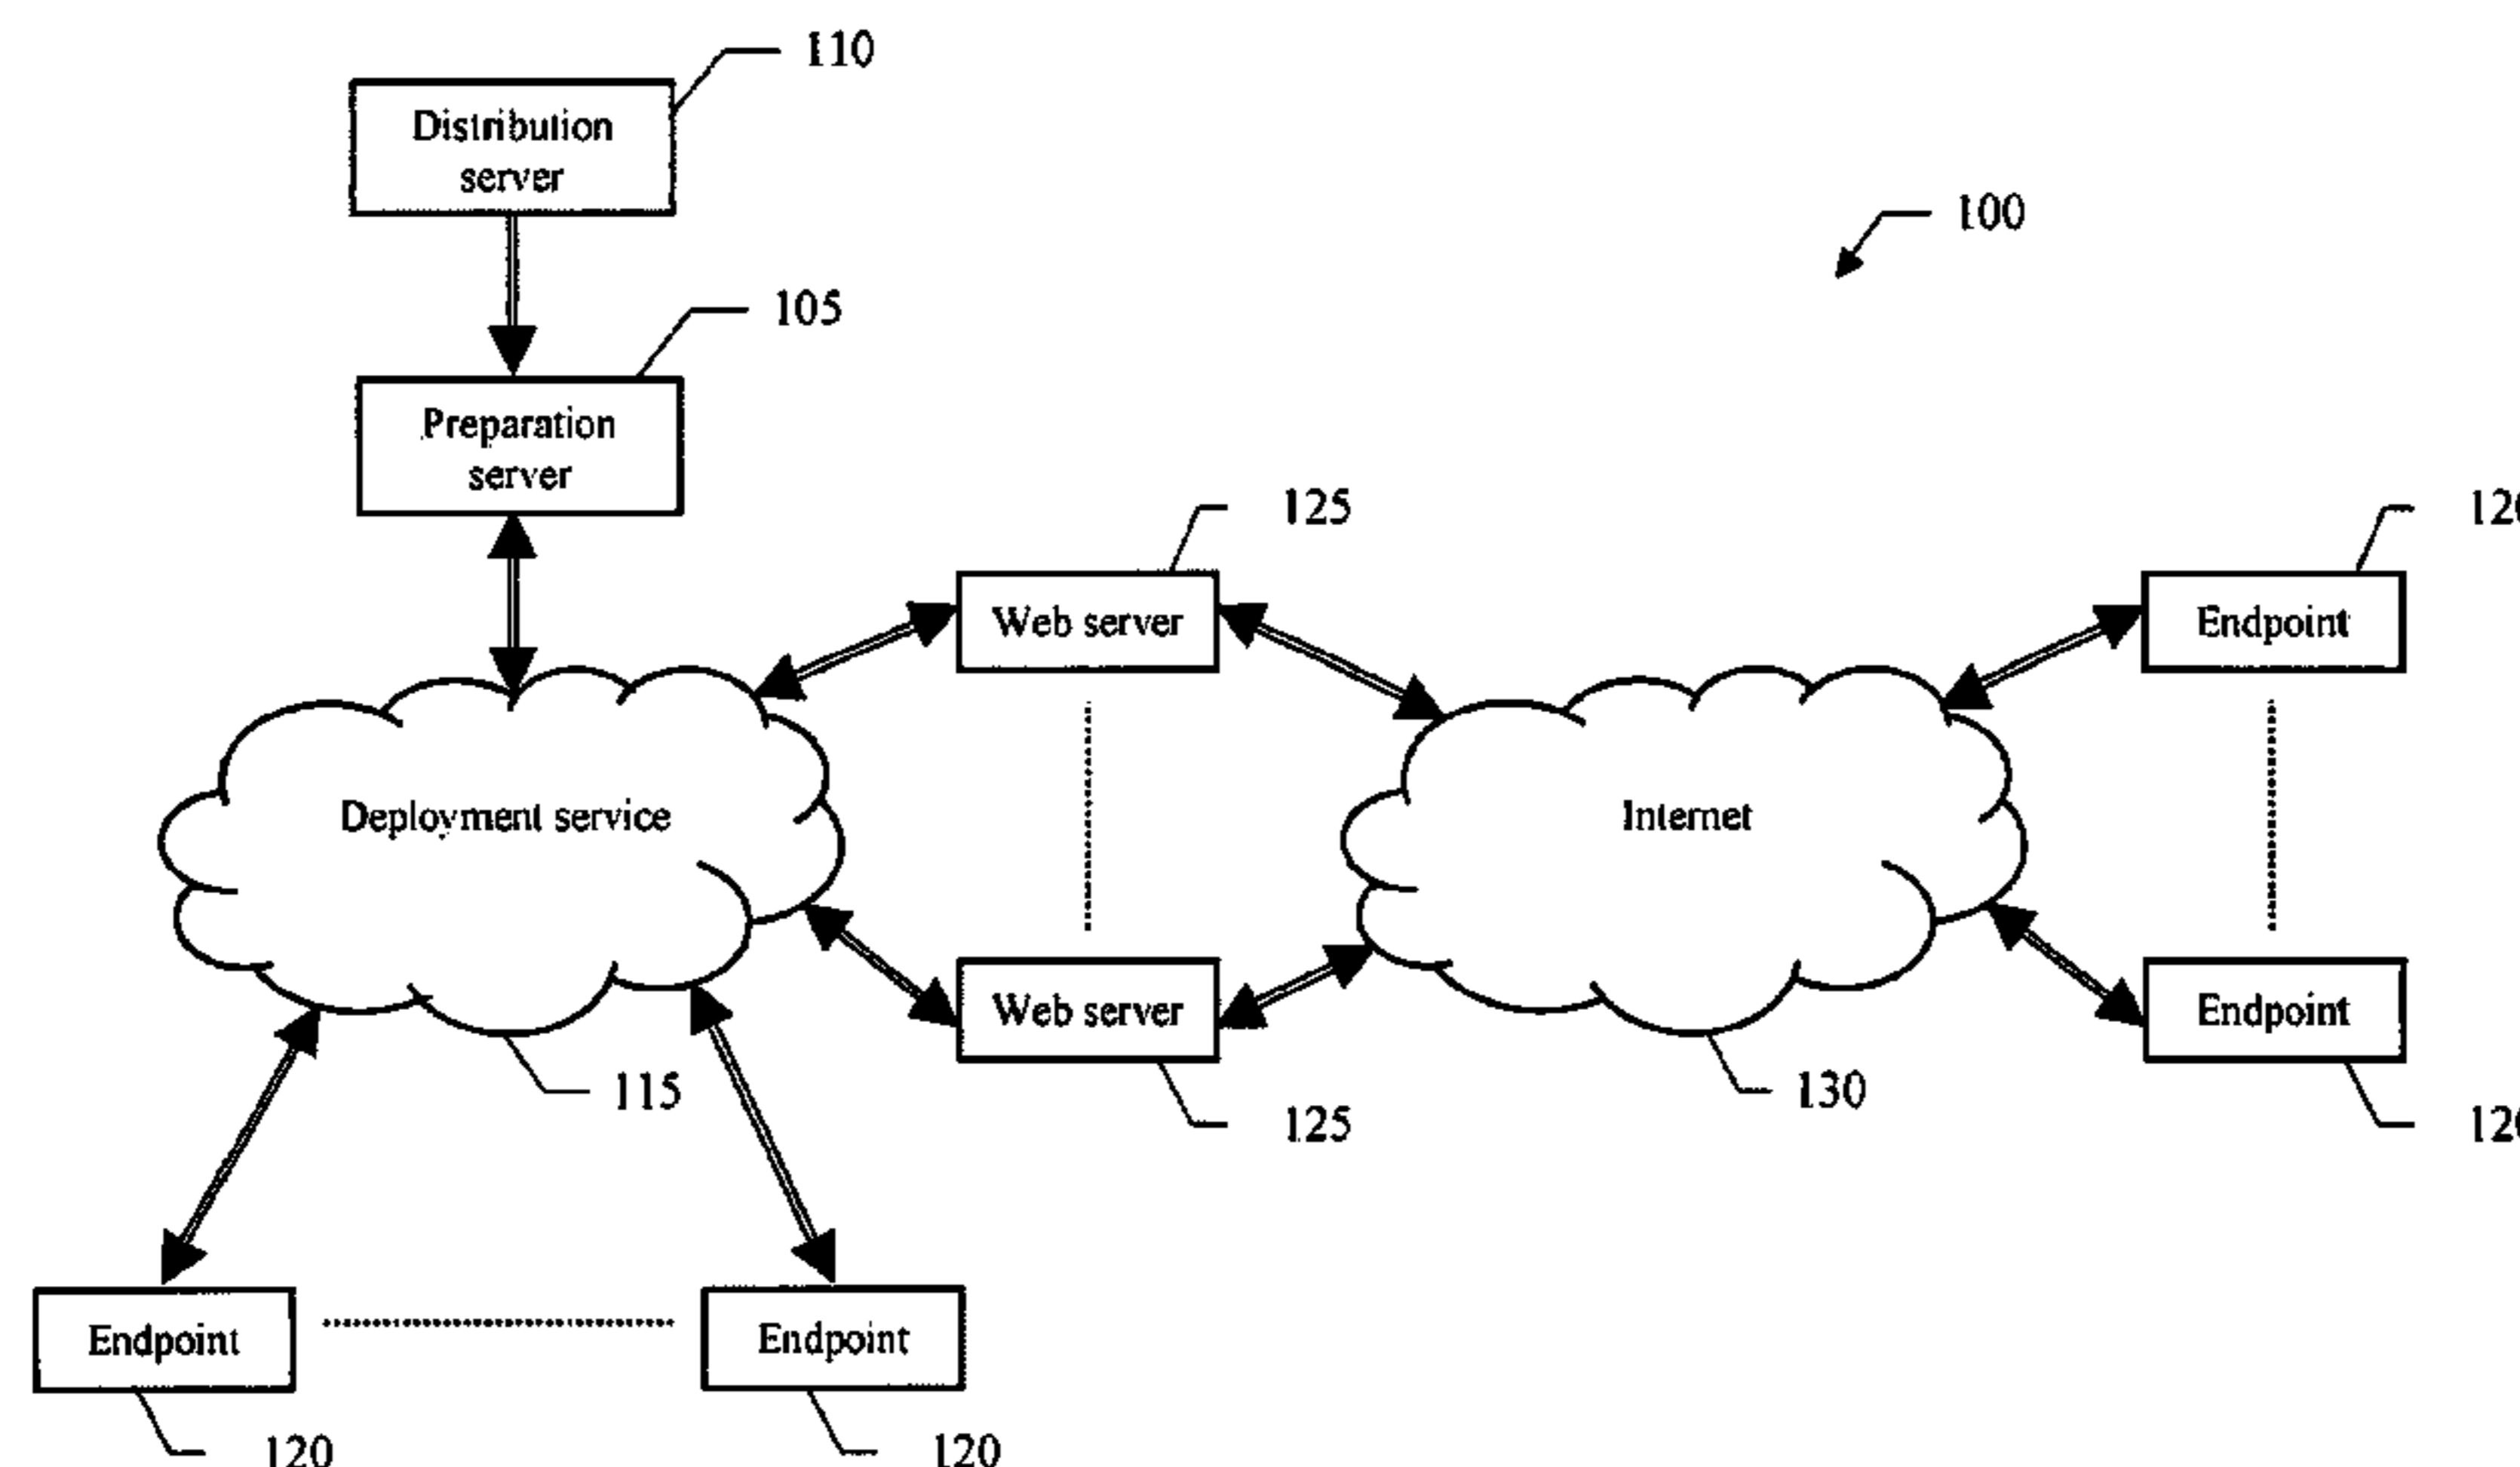 110
Distribution
server
100
105
Preparation
server
125
Web server
Endpoint
Deployment service
Internet
Web server
Endpoint
115
130
125
Endpoint
Endpoint
120
120